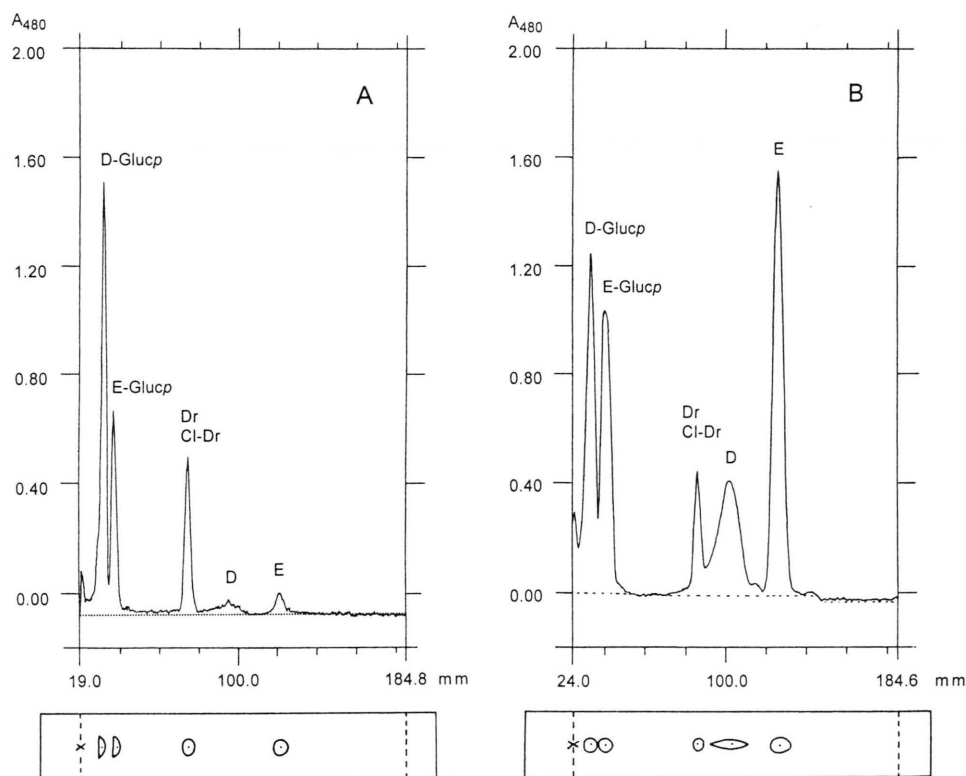 A480
2.00
1.60
1.20
0.80
0.40
0.00
A
D-Glucp
E-Glucp
Dr
Cl-Dr
D
E
19.0
100.0
184.8 mm
A480
2.00
1.60
1.20
0.80
0.40
0.00
B
D-Glucp
E-Glucp
Dr
Cl-Dr
D
E
24.0
100.0
184.6 mm